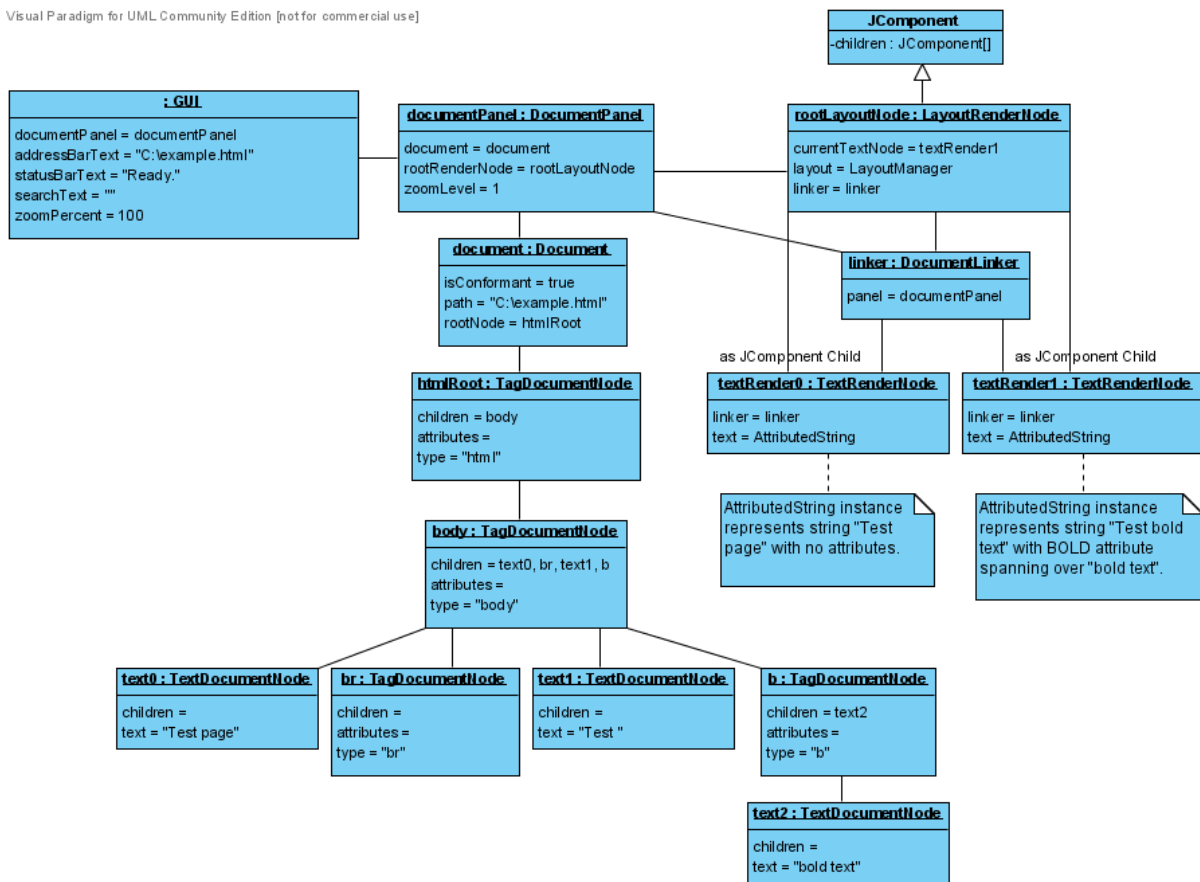 Visual Paradigm for UML Community Edition [not for commercial use]
JComponent
-children : JComponent[]
: GUI
documentPanel = documentPanel
addressBarText = "C:\example.html"
statusBarText = "Ready."
searchText = ""
zoomPercent = 100
documentPanel : DocumentPanel
document = document
rootRenderNode = rootLayoutNode
zoomLevel = 1
rootLayoutNode : LayoutRenderNode
currentTextNode = textRender1
layout = LayoutManager
linker = linker
document : Document
isConformant = true
path = "C:\example.html"
rootNode = htmlRoot
linker : DocumentLinker
panel = documentPanel
as JComponent Child
as JComponent Child
htmlRoot : TagDocumentNode
children = body
attributes =
type = "html"
textRender0 : TextRenderNode
linker = linker
text = AttributedString
textRender1 : TextRenderNode
linker = linker
text = AttributedString
AttributedString instance
represents string "Test
page" with no attributes.
AttributedString instance
represents string "Test bold
text" with BOLD attribute
spanning over "bold text".
body : TagDocumentNode
children = text0, br, text1, b
attributes =
type = "body"
text0 : TextDocumentNode
children =
text = "Test page"
br : TagDocumentNode
children =
attributes =
type = "br"
text1 : TextDocumentNode
children =
text = "Test "
b : TagDocumentNode
children = text2
attributes =
type = "b"
text2 : TextDocumentNode
children =
text = "bold text"